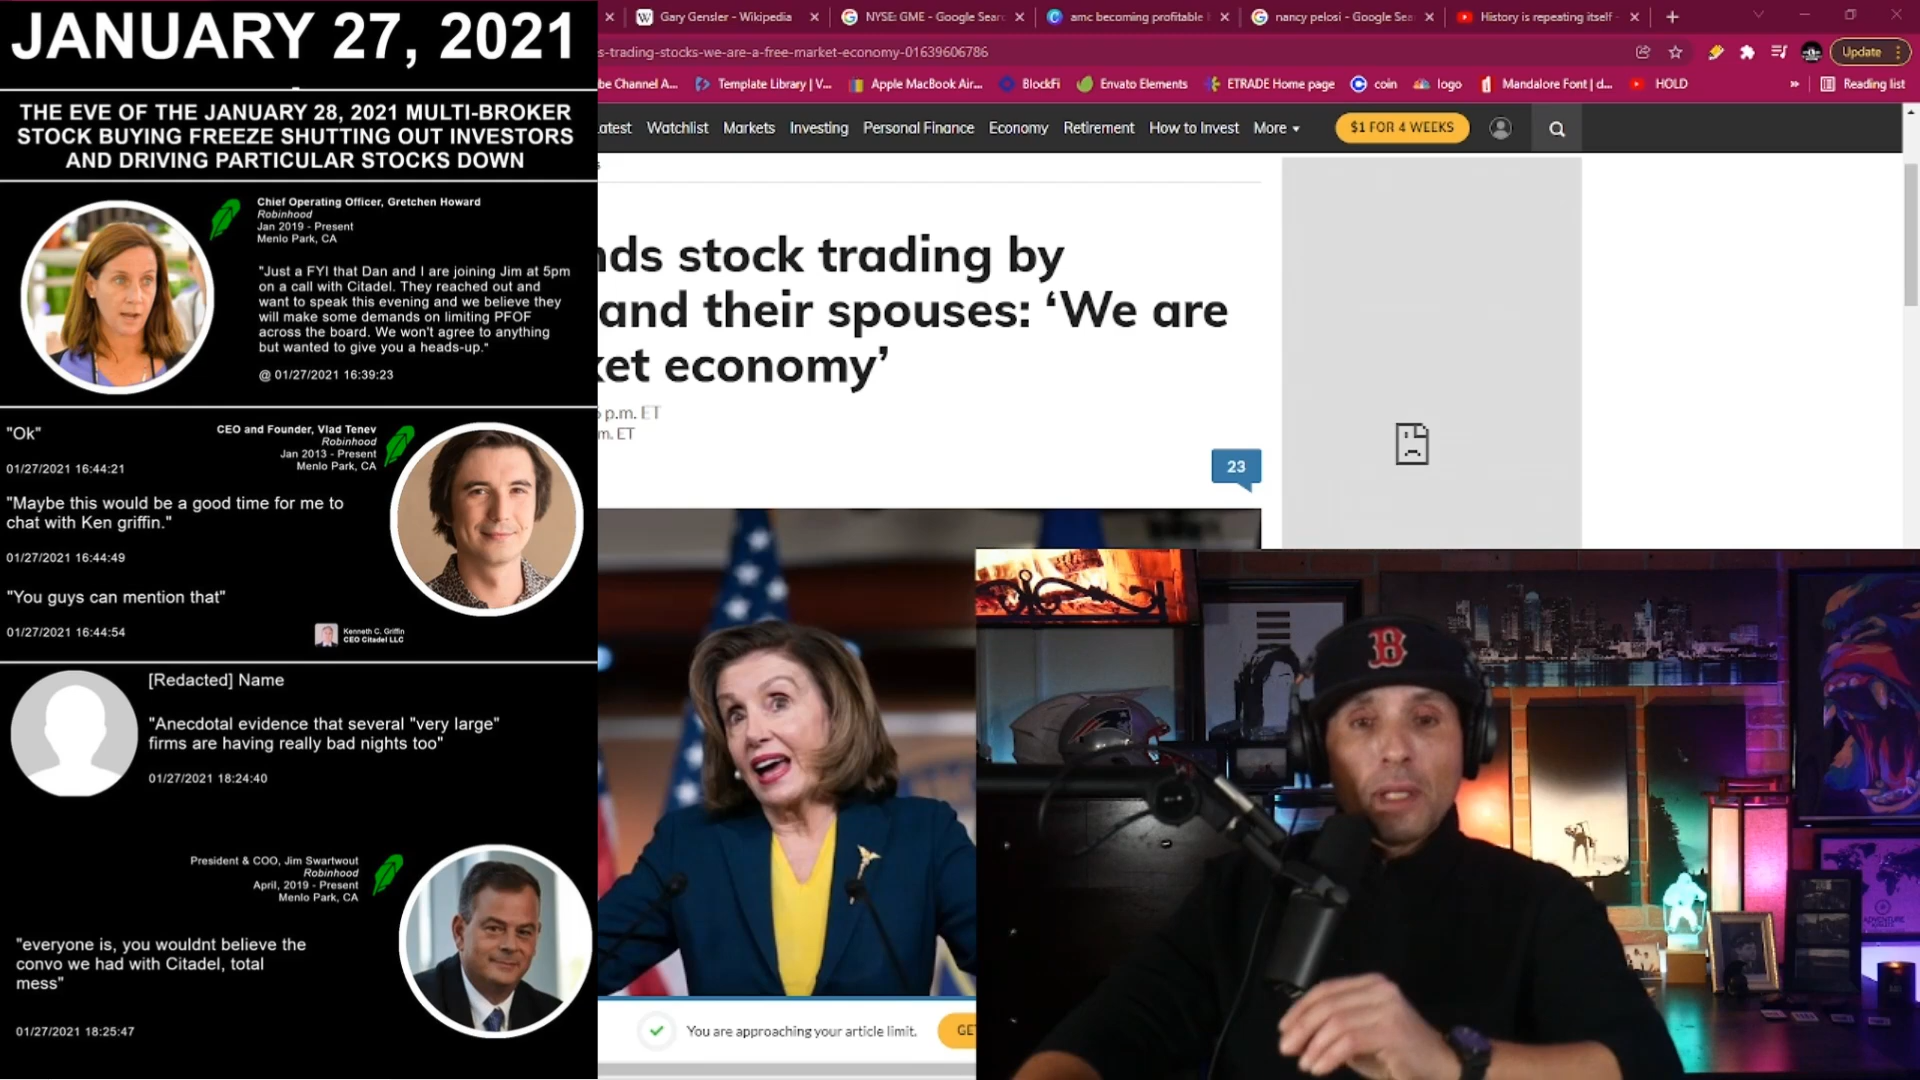 JANUARY 27, 2021
THE EVE OF THE JANUARY 28, 2021 MULTI-BROKER
STOCK BUYING FREEZE SHUTTING OUT INVESTORS
AND DRIVING PARTICULAR STOCKS DOWN
Chief Operating Officer, Gretchen Howard
Robinhood
Jan 2019 - Present
Menlo Park, CA
"Just a FYI that Dan and I are joining Jim at 5pm
on a call with Citadel. They reached out and
want to speak this evening and we believe they
will make some demands on limiting PFOF
across the board. We won't agree to anything
but wanted to give you a heads-up."
@ 01/27/2021 16:39:23
"Ok"
01/27/2021 16:44:21
CEO and Founder, Vlad Tenev
Robinhood
Jan 2013 - Present
Menlo Park, CA
"Maybe this would be a good time for me to
chat with Ken griffin."
01/27/2021 16:44:49
"You guys can mention that"
01/27/2021 16:44:54
Kenneth C. Griffin
CEO Citadel LLC
[Redacted] Name
"Anecdotal evidence that several "very large"
firms are having really bad nights too"
01/27/2021 18:24:40
President & COO, Jim Swartwout
Robinhood
April, 2019 - Present
Menlo Park, CA
"everyone is, you wouldnt believe the
convo we had with Citadel, total
mess"
01/27/2021 18:25:47
Gary Gensler - Wikipedia
NYSE: GME - Google Sear
amc becoming profitable
nancy pelosi - Google Sea
History is repeating itself
s-trading-stocks-we-are-a-free-market-economy-01639606786
Update
be Channel A...
Template Library | V...
Apple MacBook Air...
BlockFi
Envato Elements
ETRADE Home page
coin
logo
Mandalore Font | d...
HOLD
»
Reading list
atest
Watchlist
Markets
Investing
Personal Finance
Economy
Retirement
How to Invest
More
$1 FOR 4 WEEKS
nds stock trading by
and their spouses: ‘We are
ket economy’
p.m. ET
m. ET
23
You are approaching your article limit.
GE
B
ADVENTURE